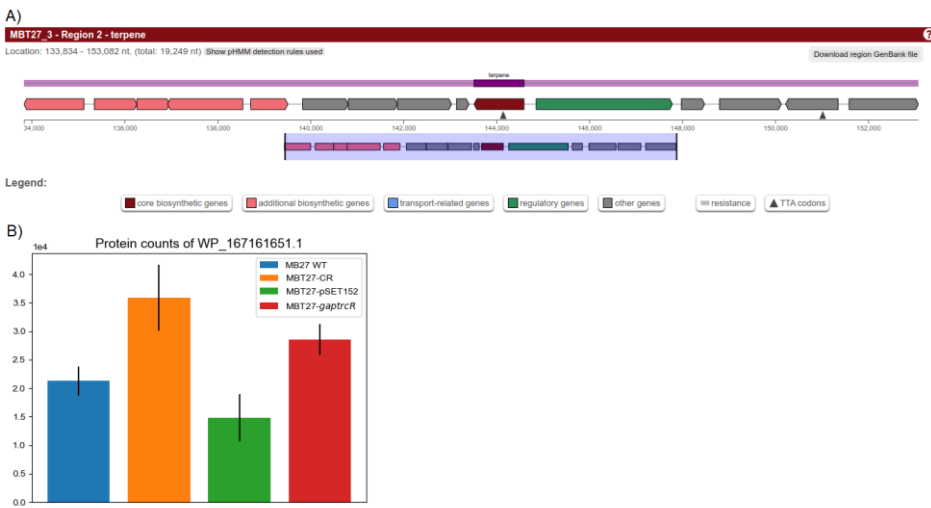 A)
MBT27_3 - Region 2 - terpene
?
Location: 133,834 - 153,082 nt. (total: 19,249 nt) Show pHMM detection rules used
Download region GenBank file
terpene
34,000 136,000 138,000 140,000 142,000 144,000 146,000 148,000 150,000 152,000
Legend:
core biosynthetic genes additional biosynthetic genes transport-related genes regulatory genes other genes resistance TTA codons
B)
Protein counts of WP_167161651.1
1e4
MB27 WT
MBT27-CR
MBT27-pSET152
MBT27-gaptrcR
4.0
3.5
3.0
2.5
2.0
1.5
1.0
0.5
0.0